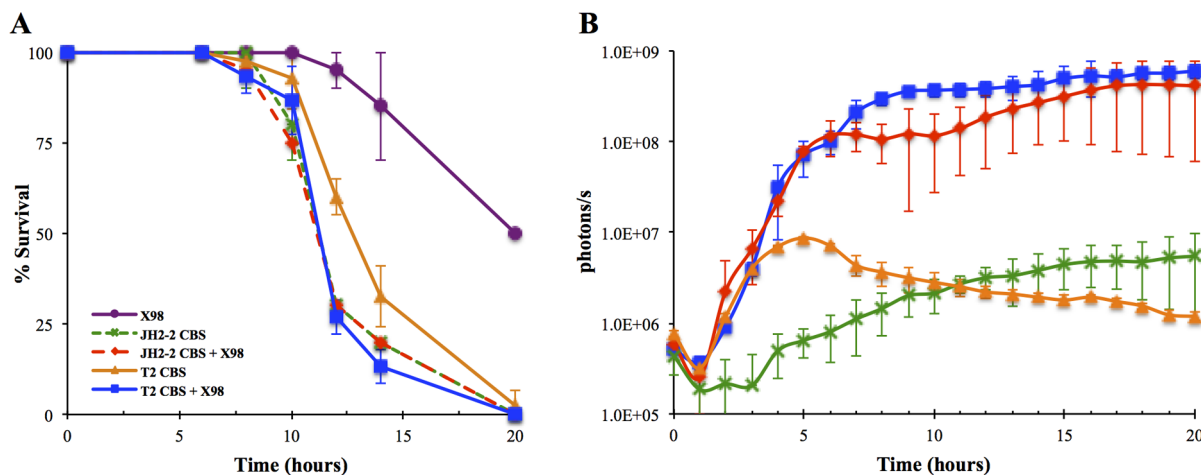 A
% Survival
100
75
50
25
0
X98
JH2-2 CBS
JH2-2 CBS + X98
T2 CBS
T2 CBS + X98
0 5 10 15 20
Time (hours)
B
photons/s
1.0E+09
1.0E+08
1.0E+07
1.0E+06
1.0E+05
0 5 10 15 20
Time (hours)